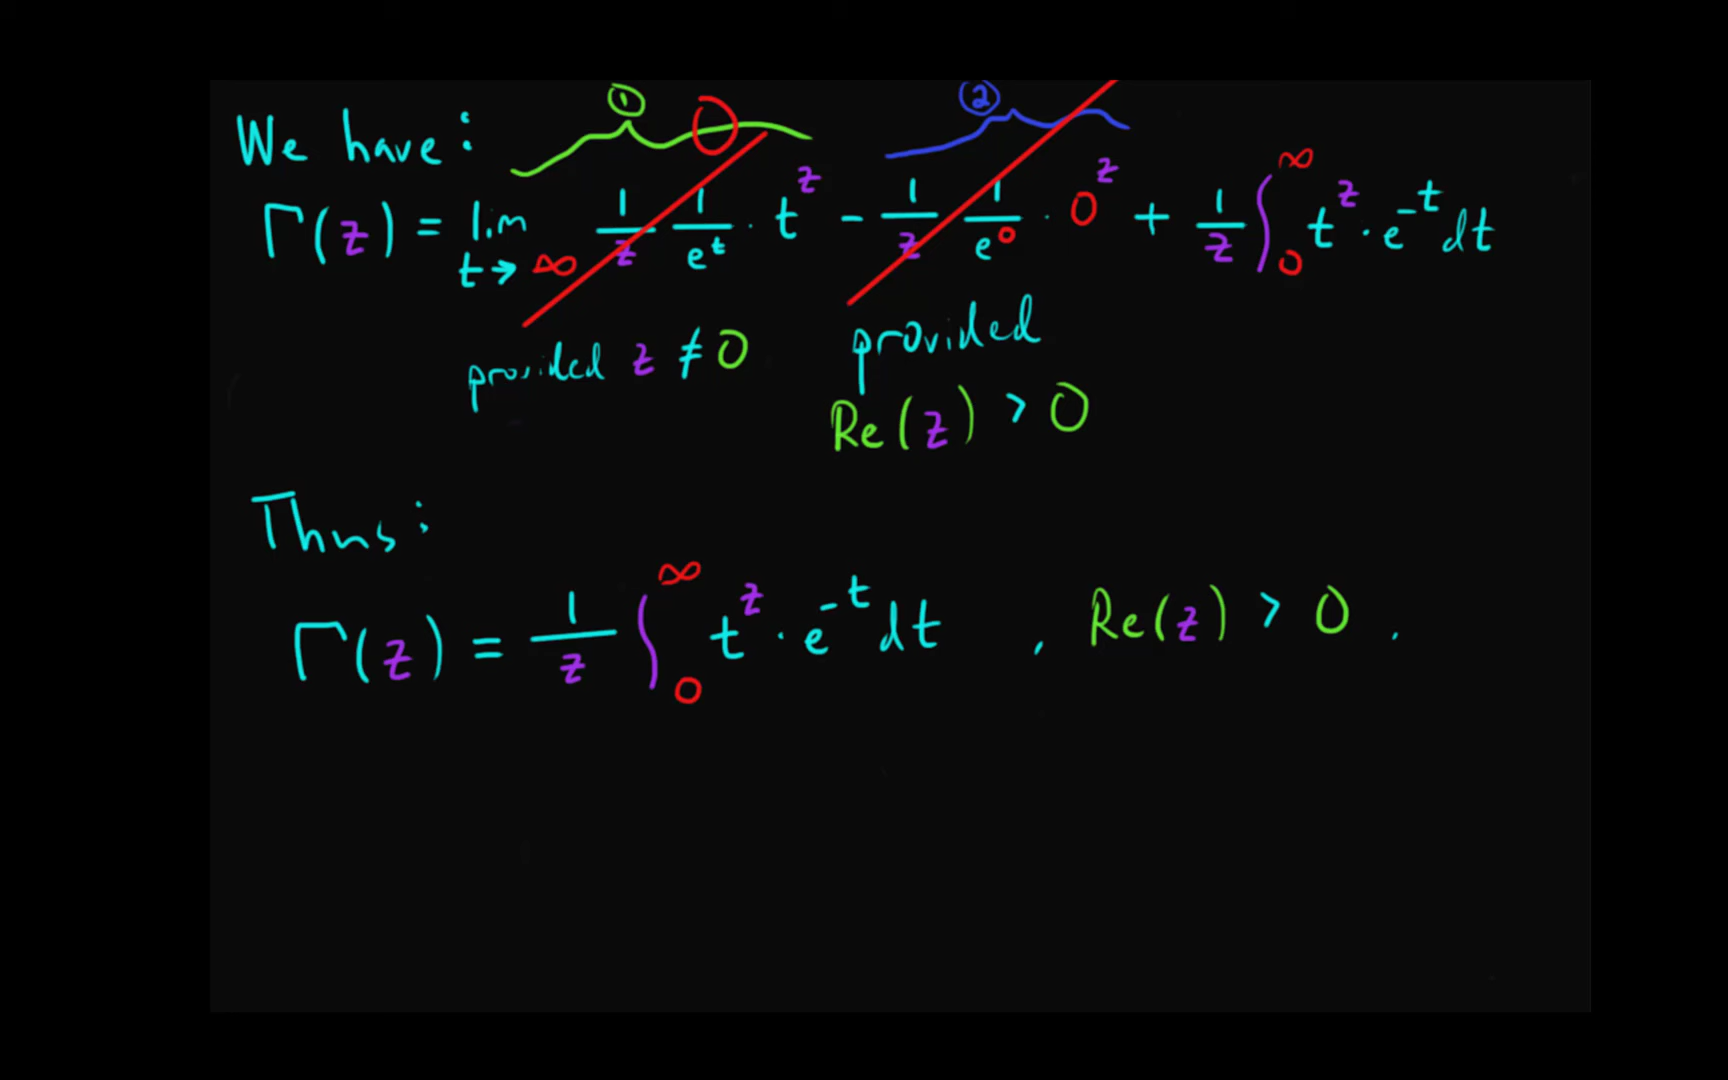 ① ②
We have:
Γ(z) = lim t→∞ 1/z 1/e^t · t^z - 1/z 1/e^0 · 0^z + 1/z ∫_0^∞ t^z · e^-t dt
provided z ≠ 0 provided
Re(z) > 0
Thus:
Γ(z) = 1/z ∫_0^∞ t^z · e^-t dt , Re(z) > 0 .